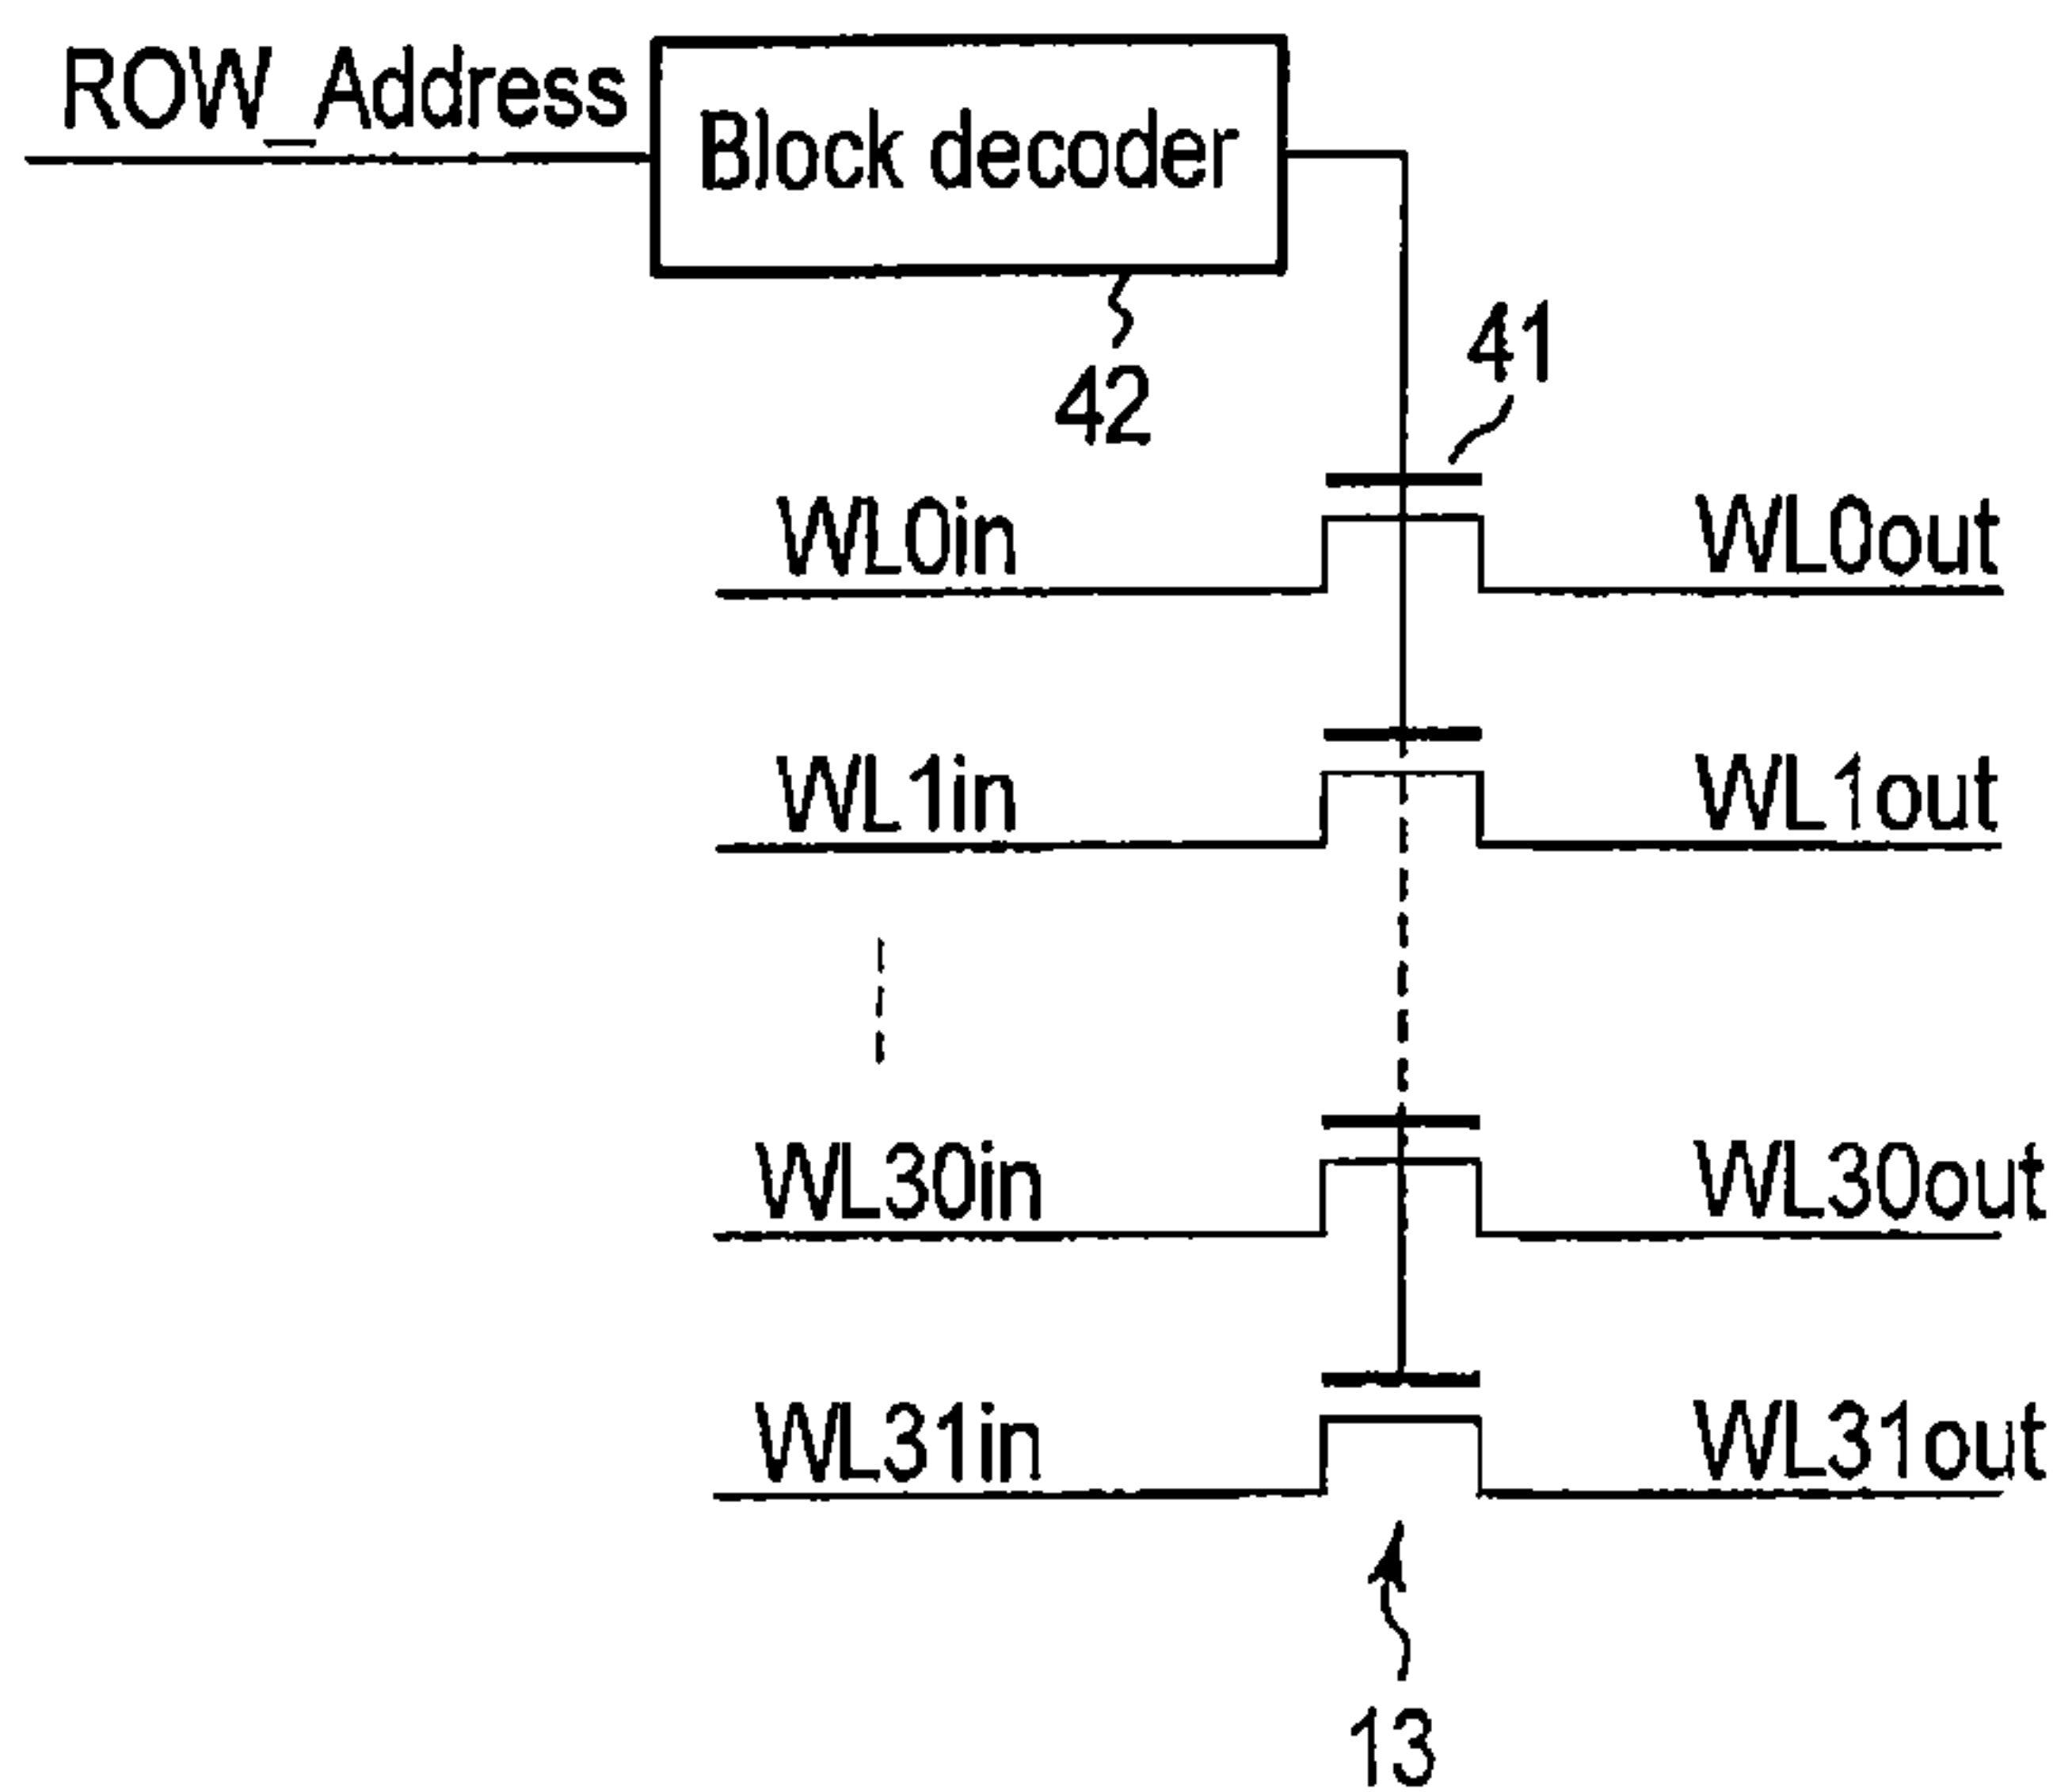 ROW_Address
Block decoder
42
41
WL0in
WL0out
WL1in
WL1out
WL30in
WL30out
WL31in
WL31out
13